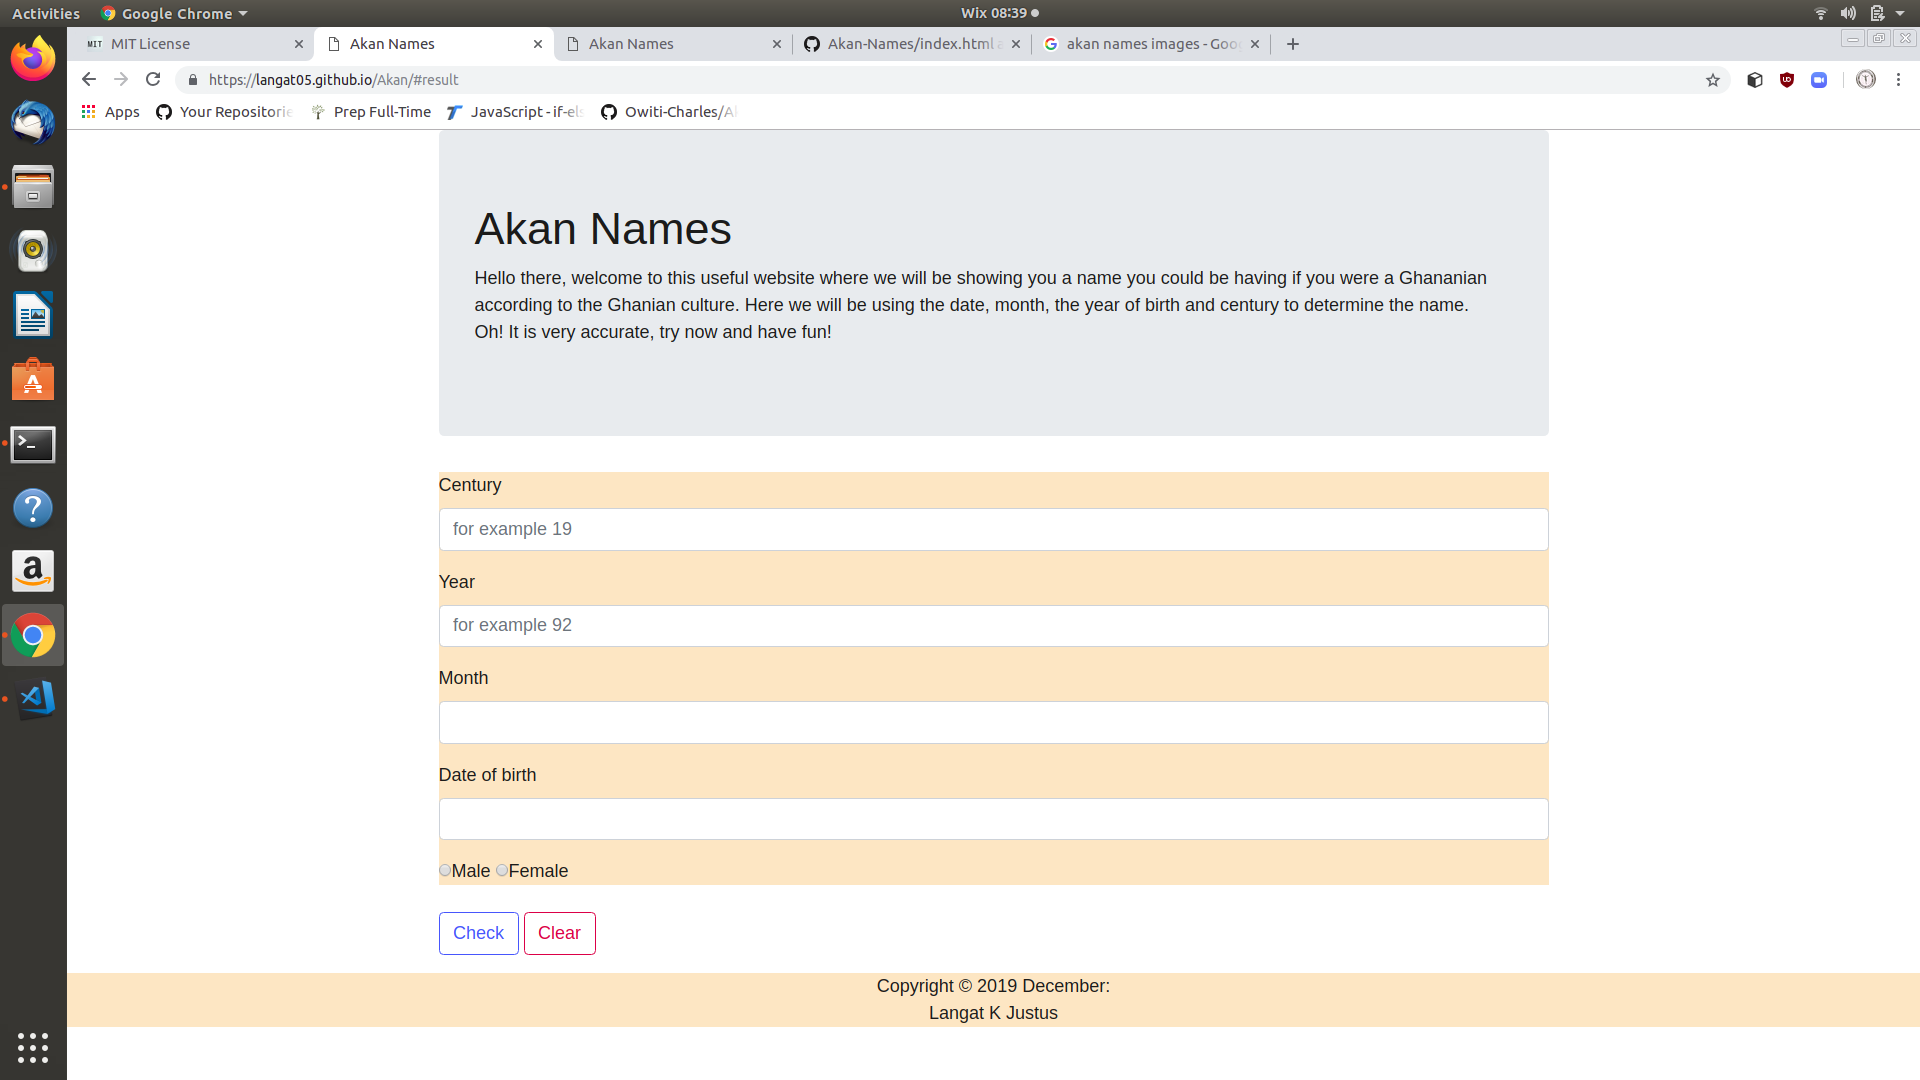 Activities
Google Chrome
Wix 08:39
MIT
MIT License
Akan Names
Akan Names
Akan-Names/index.html
akan names images - Goo
https://langat05.github.io/Akan/#result
Apps
Your Repositorie
Prep Full-Time
JavaScript - if-els
Owiti-Charles/A
Akan Names
Hello there, welcome to this useful website where we will be showing you a name you could be having if you were a Ghananian
according to the Ghanian culture. Here we will be using the date, month, the year of birth and century to determine the name.
Oh! It is very accurate, try now and have fun!
Century
for example 19
Year
for example 92
Month
Date of birth
Male Female
Check Clear
Copyright © 2019 December:
Langat K Justus